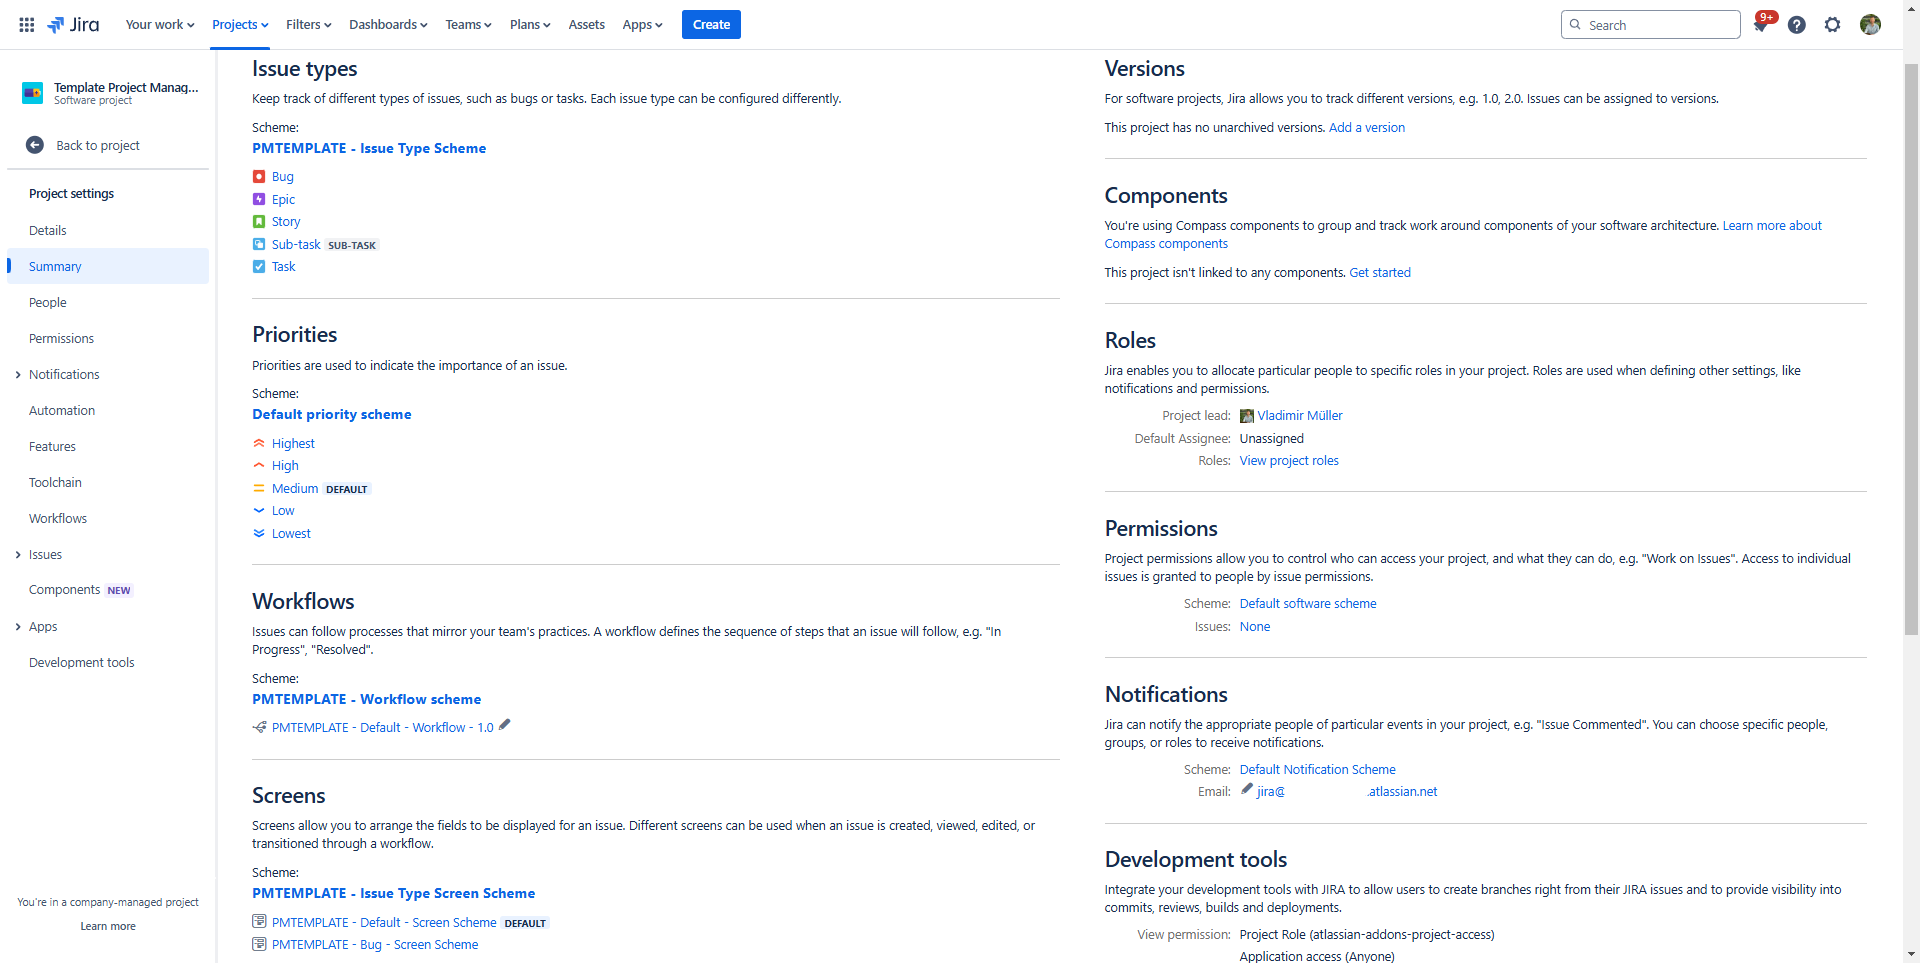 Jira
Your work
Projects
Filters
Dashboards
Teams
Plans
Assets
Apps
Create
Search
9+
Template Project Manag...
Software project
Back to project
Project settings
Details
Summary
People
Permissions
Notifications
Automation
Features
Toolchain
Workflows
Issues
Components NEW
Apps
Development tools
You're in a company-managed project
Learn more
Issue types
Keep track of different types of issues, such as bugs or tasks. Each issue type can be configured differently.
Scheme:
PMTEMPLATE - Issue Type Scheme
Bug
Epic
Story
Sub-task SUB-TASK
Task
Priorities
Priorities are used to indicate the importance of an issue.
Scheme:
Default priority scheme
Highest
High
Medium DEFAULT
Low
Lowest
Workflows
Issues can follow processes that mirror your team's practices. A workflow defines the sequence of steps that an issue will follow, e.g. "In
Progress", "Resolved".
Scheme:
PMTEMPLATE - Workflow scheme
PMTEMPLATE - Default - Workflow - 1.0
Screens
Screens allow you to arrange the fields to be displayed for an issue. Different screens can be used when an issue is created, viewed, edited, or
transitioned through a workflow.
Scheme:
PMTEMPLATE - Issue Type Screen Scheme
PMTEMPLATE - Default - Screen Scheme DEFAULT
PMTEMPLATE - Bug - Screen Scheme
Versions
For software projects, Jira allows you to track different versions, e.g. 1.0, 2.0. Issues can be assigned to versions.
This project has no unarchived versions. Add a version
Components
You're using Compass components to group and track work around components of your software architecture. Learn more about
Compass components
This project isn't linked to any components. Get started
Roles
Jira enables you to allocate particular people to specific roles in your project. Roles are used when defining other settings, like
notifications and permissions.
Project lead: Vladimir Müller
Default Assignee: Unassigned
Roles: View project roles
Permissions
Project permissions allow you to control who can access your project, and what they can do, e.g. "Work on Issues". Access to individual
issues is granted to people by issue permissions.
Scheme: Default software scheme
Issues: None
Notifications
Jira can notify the appropriate people of particular events in your project, e.g. "Issue Commented". You can choose specific people,
groups, or roles to receive notifications.
Scheme: Default Notification Scheme
Email: jira@ .atlassian.net
Development tools
Integrate your development tools with JIRA to allow users to create branches right from their JIRA issues and to provide visibility into
commits, reviews, builds and deployments.
View permission: Project Role (atlassian-addons-project-access)
Application access (Anyone)